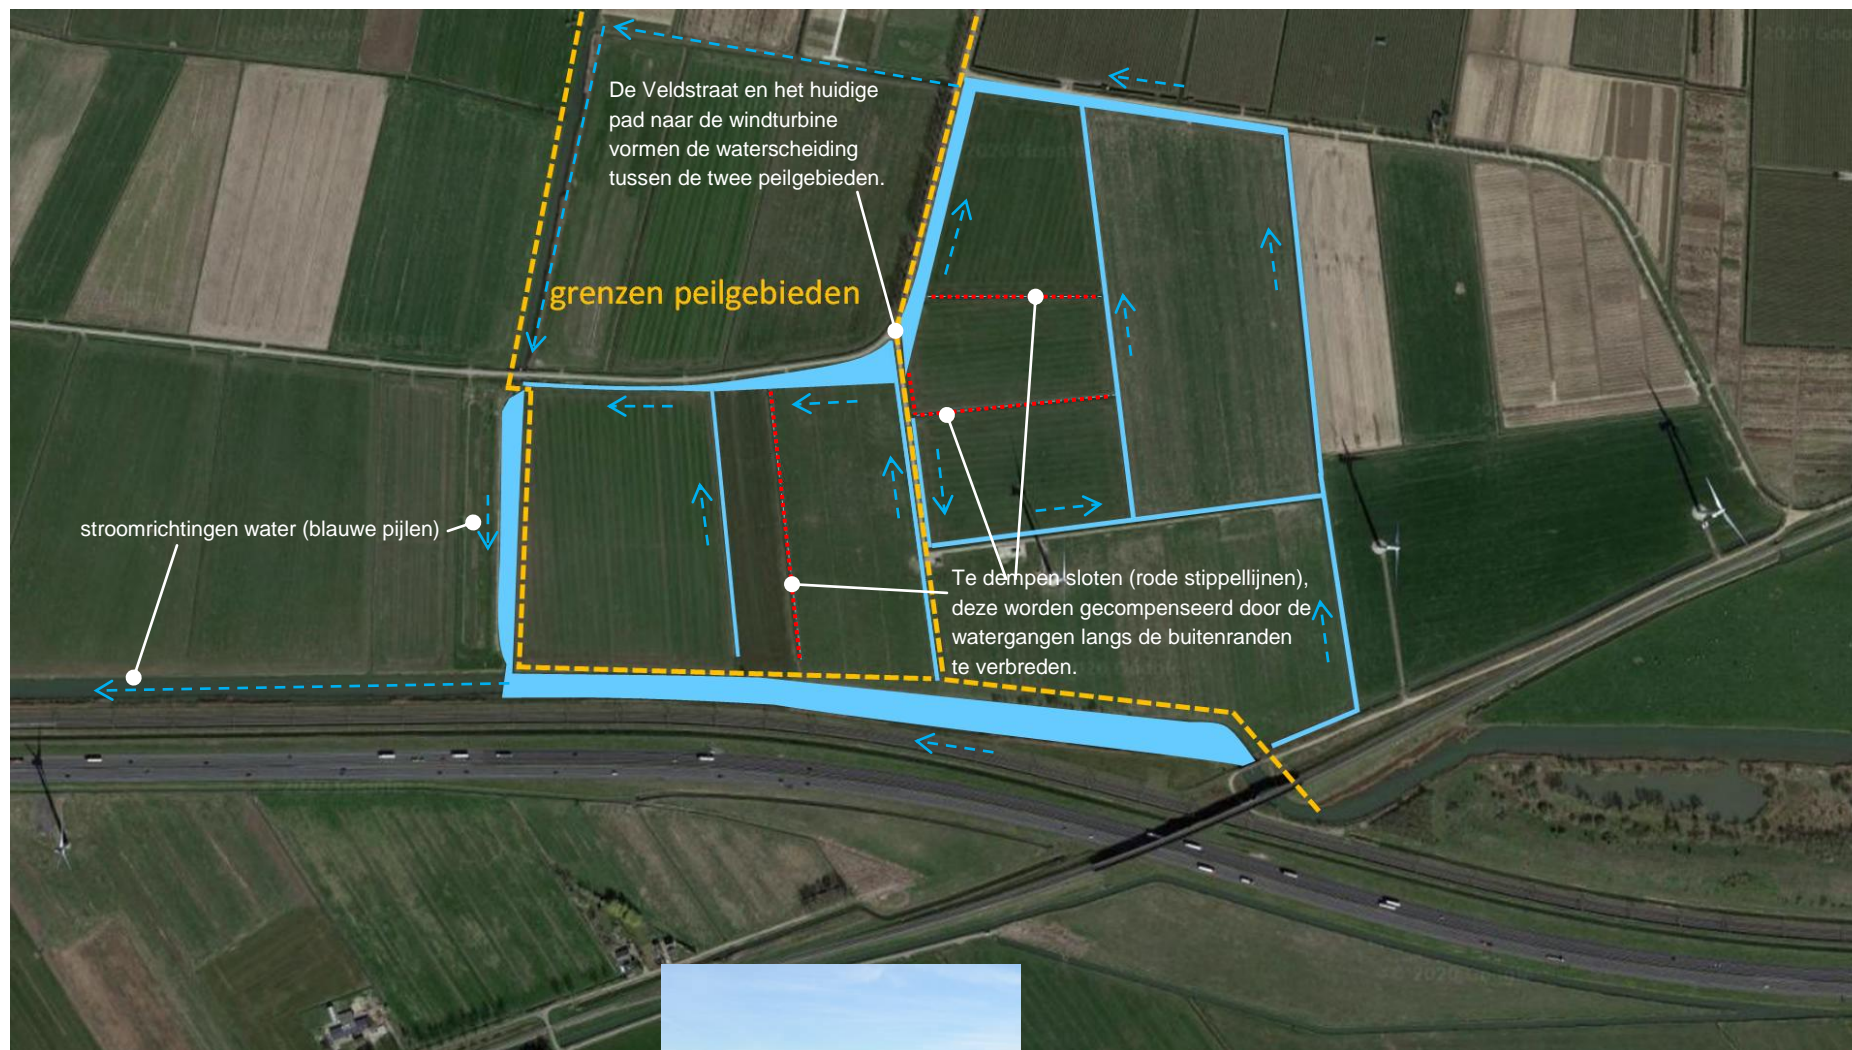 De Veldstraat en het huidige
pad naar de windturbine
vormen de waterscheiding
tussen de twee peilgebieden.
grenzen peilgebieden
stroomrichtingen water (blauwe pijlen)
Te dempen sloten (rode stippellijnen),
deze worden gecompenseerd door de
watergangen langs de buitenranden
te verbreden.